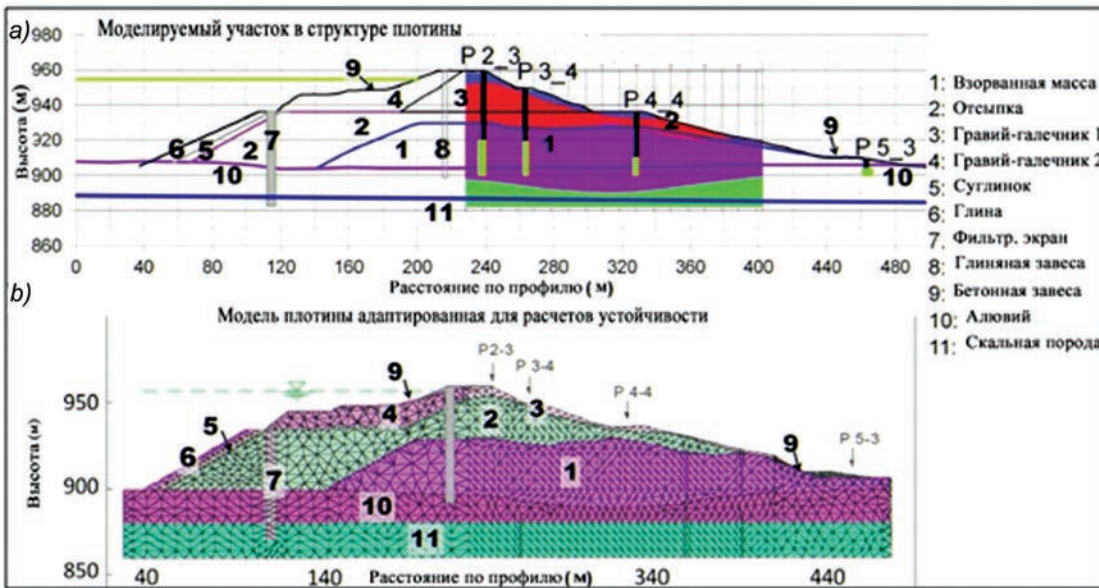 a) Моделируемый участок в структуре плотины
980
960
940
920
900
880
860
Высота (м)
P 2_3
P 3_4
P 4_4
P 5_3
9
4
3
2
6
5
7
2
1
8
1
2
9
10
10
11
0 40 80 120 160 200 240 280 320 360 400 440 480
Расстояние по профилю ( м )
1: Взорванная масса
2: Отсыпка
3: Гравий-галечник 1
4: Гравий-галечник 2
5: Суглинок
6: Глина
7: Фильтр. экран
8: Глиняная завеса
9: Бетонная завеса
10: Алювий
11: Скальная порода
b)
Модель плотины адаптированная для расчетов устойчивости
950
900
850
Высота (м)
P2-3
P 3-4
P 4-4
P 5-3
9
4
2
3
5
6
7
1
9
10
11
40 140 340 440
Расстояние по профилю ( м )